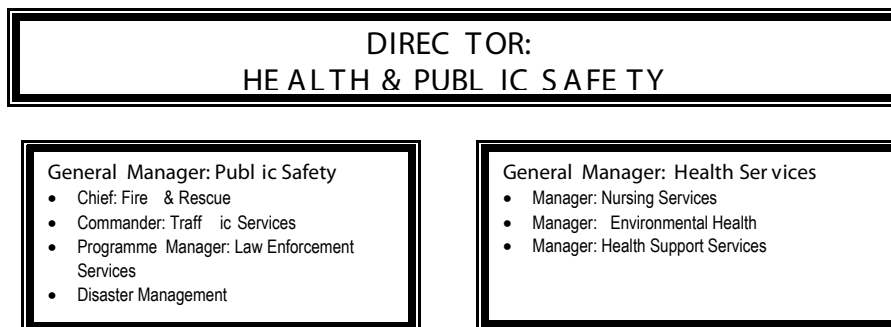 DIRECTOR:
HEALTH & PUBLIC SAFETY
General Manager: Public Safety
• Chief: Fire & Rescue
• Commander: Traffic Services
• Programme Manager: Law Enforcement
Services
• Disaster Management
General Manager: Health Services
• Manager: Nursing Services
• Manager: Environmental Health
• Manager: Health Support Services